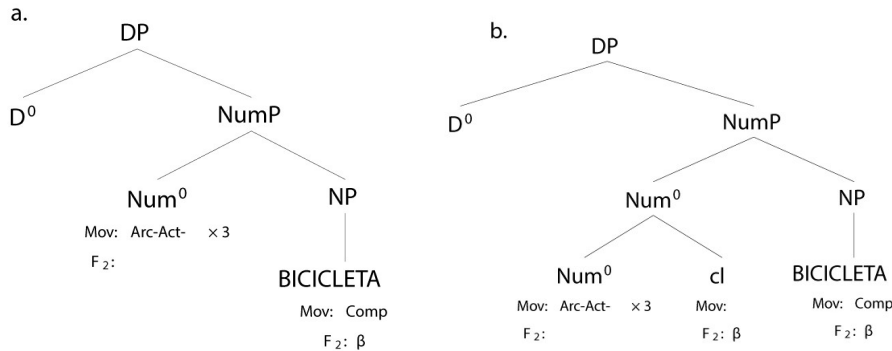 a.
DP
D⁰ NumP
Num⁰ NP
Mov: Arc-Act- × 3
F₂:
BICICLETA
Mov: Comp
F₂: β
b.
DP
D⁰ NumP
Num⁰ NP
Num⁰ cl BICICLETA
Mov: Arc-Act- × 3 Mov: Mov: Comp
F₂: F₂: β F₂: β